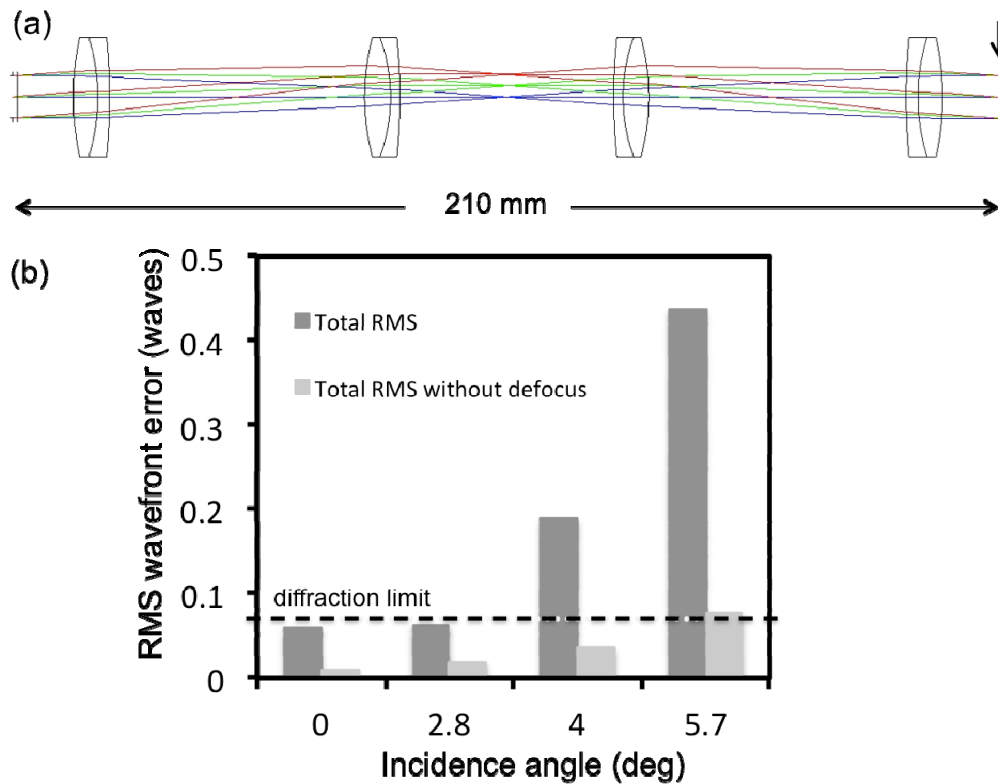 (a)
210 mm
(b)
RMS wavefront error (waves)
0.5
0.4
0.3
0.2
0.1
0
Total RMS
Total RMS without defocus
diffraction limit
0 2.8 4 5.7
Incidence angle (deg)